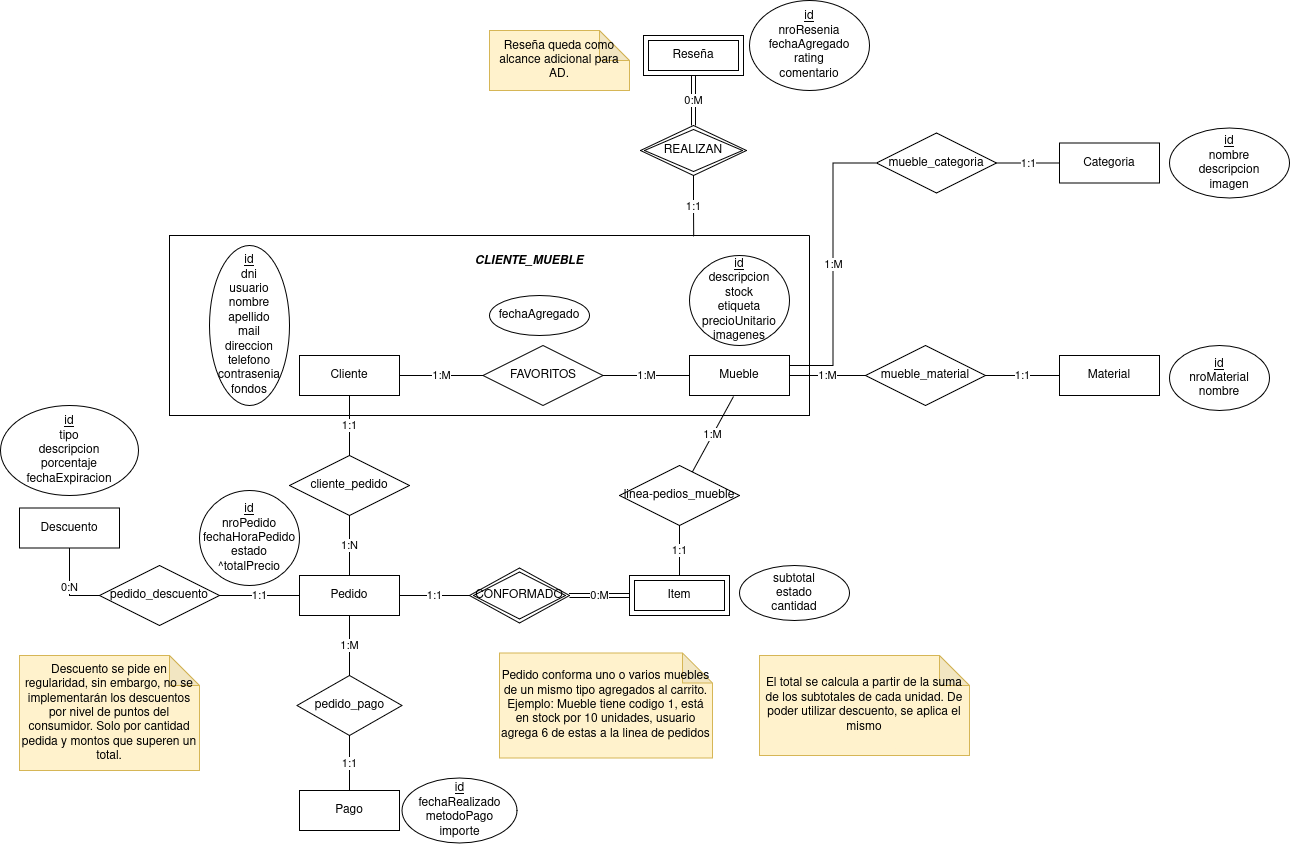 id
nroResenia
fechaAgregado
rating
comentario
Reseña queda como
alcance adicional para
AD.
Reseña
0:M
REALIZAN
1:1
mueble_categoria
1:1
Categoria
id
nombre
descripcion
imagen
1:M
CLIENTE_MUEBLE
id
dni
usuario
nombre
apellido
mail
direccion
telefono
contrasenia
fondos
fechaAgregado
id
descripcion
stock
etiqueta
precioUnitario
imagenes
Cliente
1:M
FAVORITOS
1:M
Mueble
1:M
mueble_material
1:1
Material
id
nroMaterial
nombre
1:1
cliente_pedido
1:N
1:M
linea-pedios_mueble
1:1
id
tipo
descripcion
porcentaje
fechaExpiracion
Descuento
0:N
pedido_descuento
1:1
id
nroPedido
fechaHoraPedido
estado
^totalPrecio
Pedido
1:1
CONFORMADO
0:M
Item
subtotal
estado
cantidad
1:M
pedido_pago
1:1
Pago
id
fechaRealizado
metodoPago
importe
Descuento se pide en
regularidad, sin embargo, no se
implementarán los descuentos
por nivel de puntos del
consumidor. Solo por cantidad
pedida y montos que superen un
total.
Pedido conforma uno o varios muebles
de un mismo tipo agregados al carrito.
Ejemplo: Mueble tiene codigo 1, está
en stock por 10 unidades, usuario
agrega 6 de estas a la linea de pedidos
El total se calcula a partir de la suma
de los subtotales de cada unidad. De
poder utilizar descuento, se aplica el
mismo